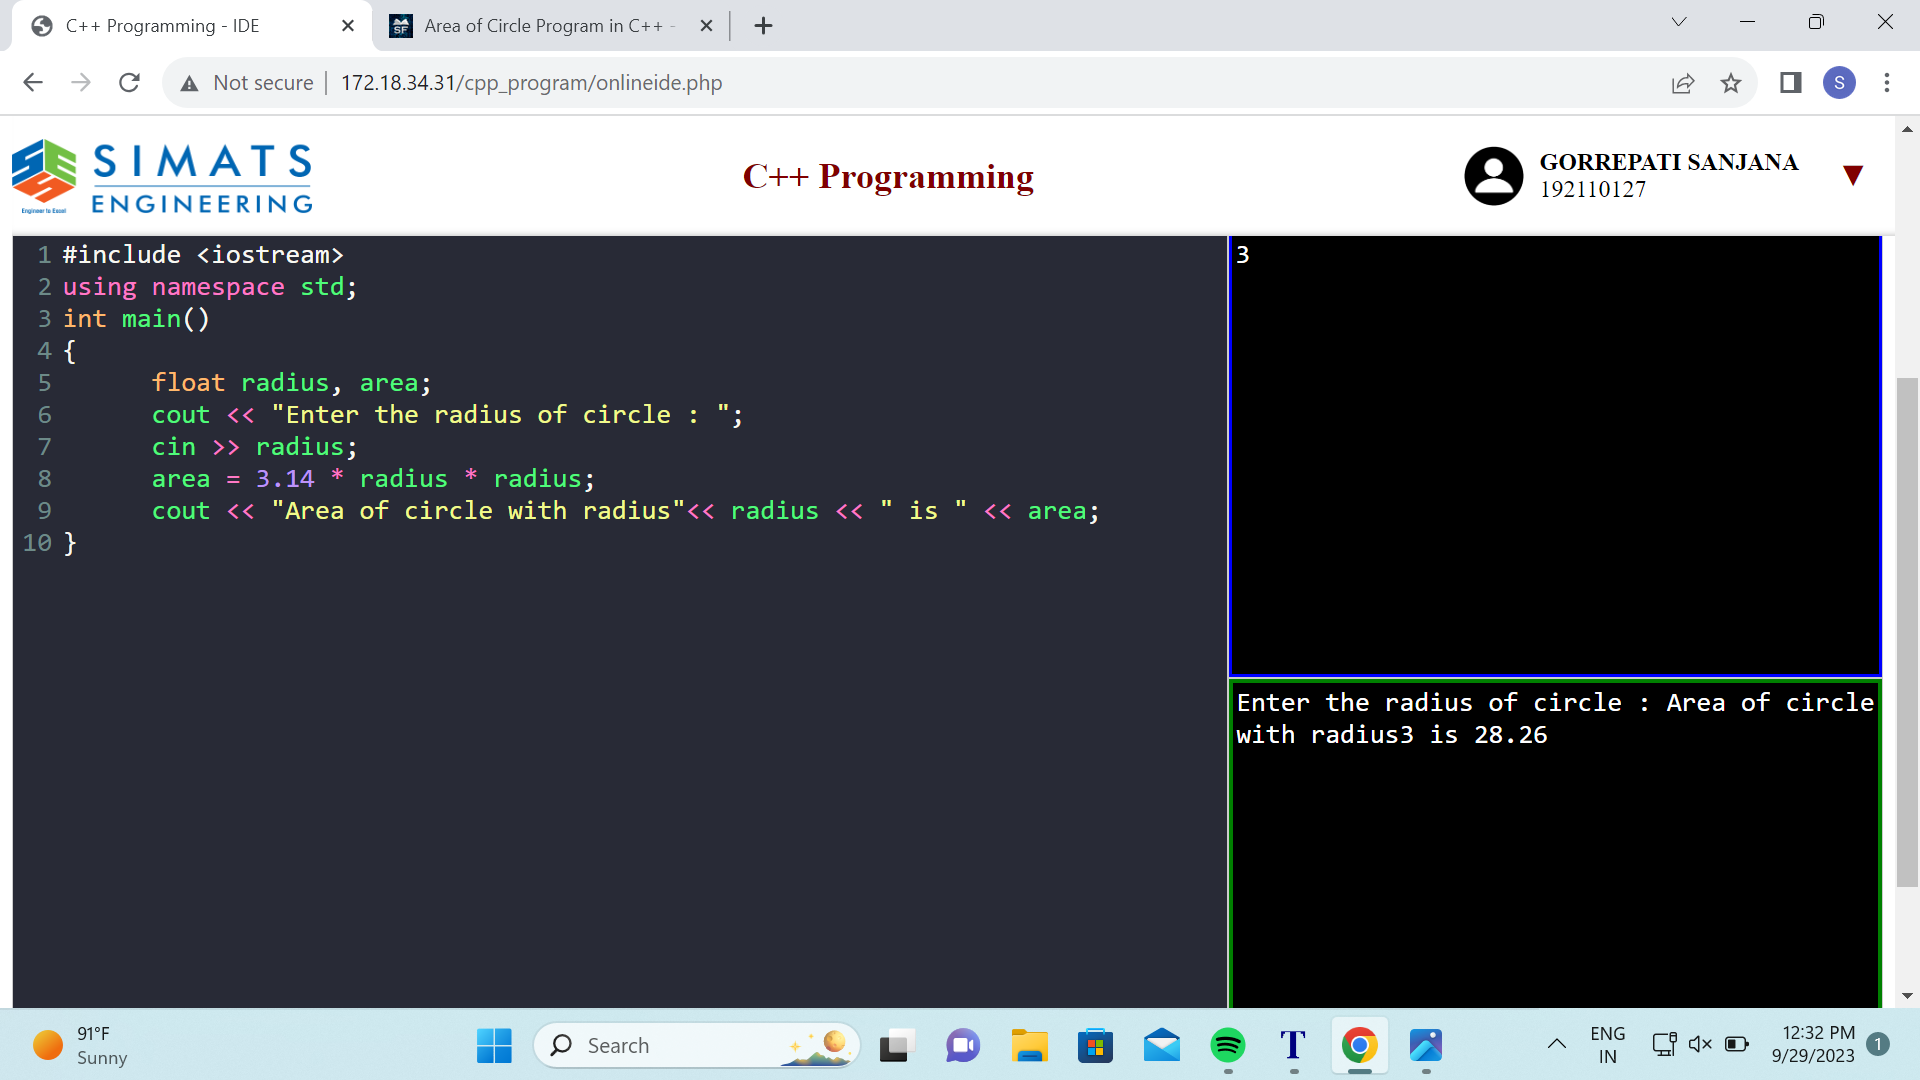 C++ Programming - IDE
Area of Circle Program in C++ -
Not secure
172.18.34.31/cpp_program/onlineide.php
S
SIMATS
ENGINEERING
Engineer to Excel
C++ Programming
GORREPATI SANJANA
192110127
1 #include <iostream>
2 using namespace std;
3 int main()
4 {
5 float radius, area;
6 cout << "Enter the radius of circle : ";
7 cin >> radius;
8 area = 3.14 * radius * radius;
9 cout << "Area of circle with radius"<< radius << " is " << area;
10 }
3
Enter the radius of circle : Area of circle
with radius3 is 28.26
91°F
Sunny
Search
T
ENG
IN
12:32 PM
9/29/2023
1